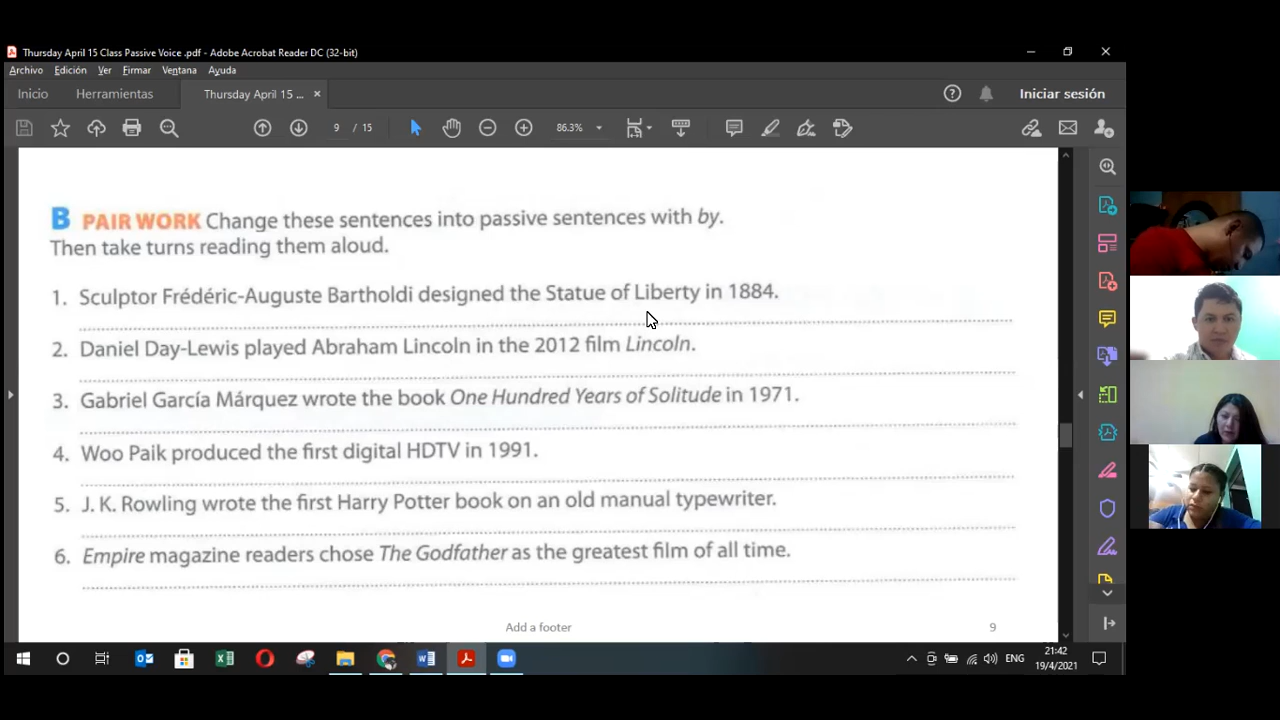 Thursday April 15 Class Passive Voice .pdf - Adobe Acrobat Reader DC (32-bit)
Archivo Edición Ver Firmar Ventana Ayuda
Inicio Herramientas Thursday April 15 ... × Iniciar sesión
9 / 15 86.3%
B PAIR WORK Change these sentences into passive sentences with by.
Then take turns reading them aloud.
1. Sculptor Frédéric-Auguste Bartholdi designed the Statue of Liberty in 1884.
2. Daniel Day-Lewis played Abraham Lincoln in the 2012 film Lincoln.
3. Gabriel García Márquez wrote the book One Hundred Years of Solitude in 1971.
4. Woo Paik produced the first digital HDTV in 1991.
5. J. K. Rowling wrote the first Harry Potter book on an old manual typewriter.
6. Empire magazine readers chose The Godfather as the greatest film of all time.
Add a footer 9
ENG 21:42
19/4/2021